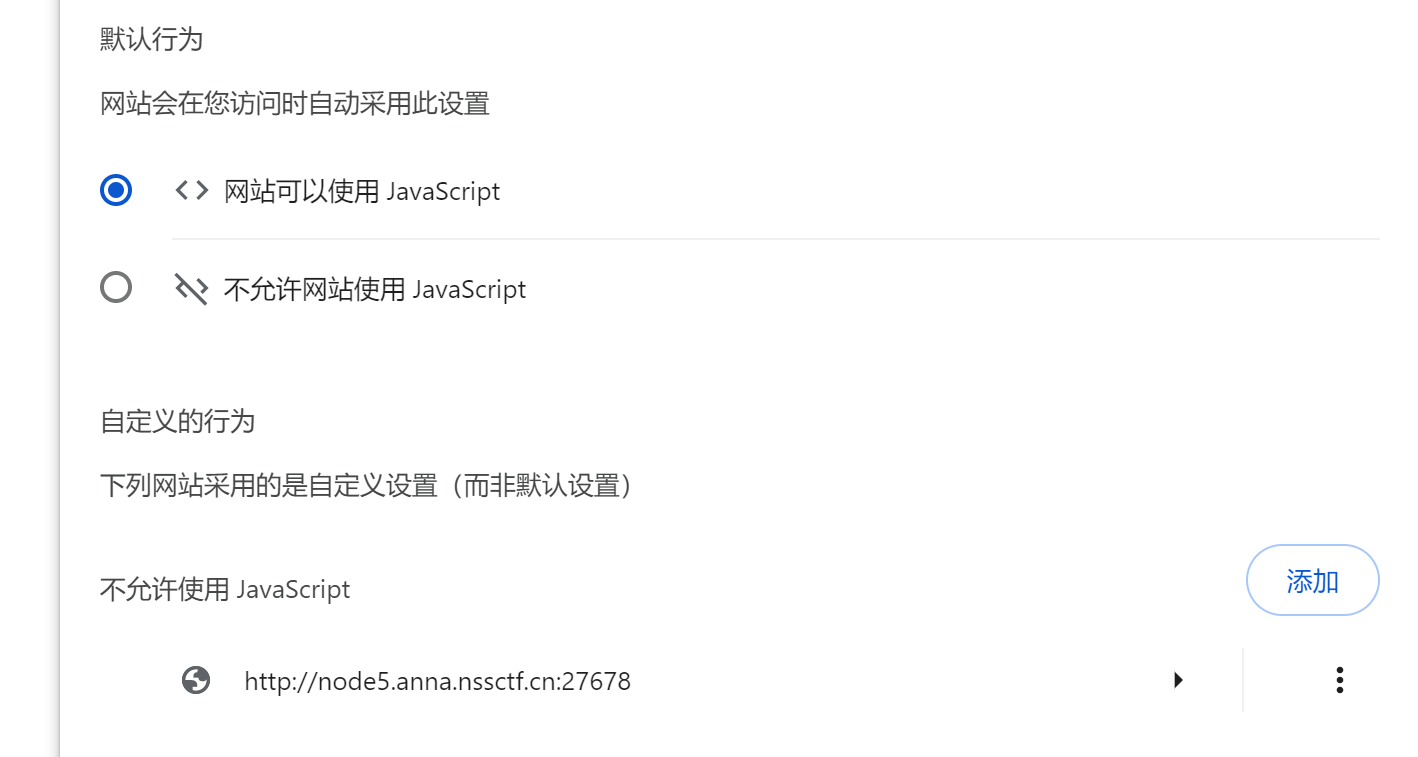 默认行为
网站会在您访问时自动采用此设置
网站可以使用 JavaScript
不允许网站使用 JavaScript
自定义的行为
下列网站采用的是自定义设置（而非默认设置）
不允许使用 JavaScript
添加
http://node5.anna.nssctf.cn:27678